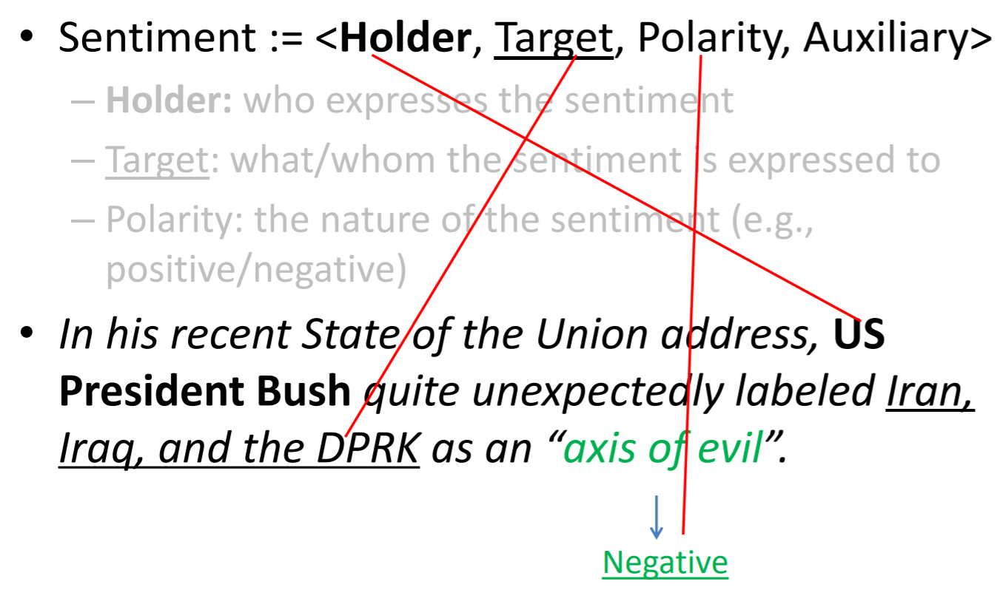 • Sentiment := <Holder, Target, Polarity, Auxiliary>
– Holder: who expresses the sentiment
– Target: what/whom the sentiment is expressed to
– Polarity: the nature of the sentiment (e.g.,
positive/negative)
• In his recent State of the Union address, US
President Bush quite unexpectedly labeled Iran,
Iraq, and the DPRK as an “axis of evil”.
Negative